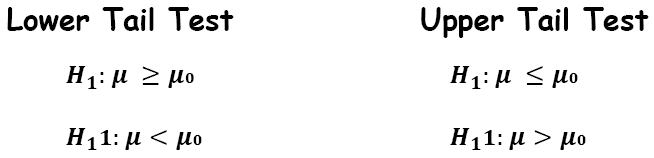 Lower Tail Test
H₁: μ ≥ μ₀
H₁1: μ < μ₀
Upper Tail Test
H₁: μ ≤ μ₀
H₁1: μ > μ₀